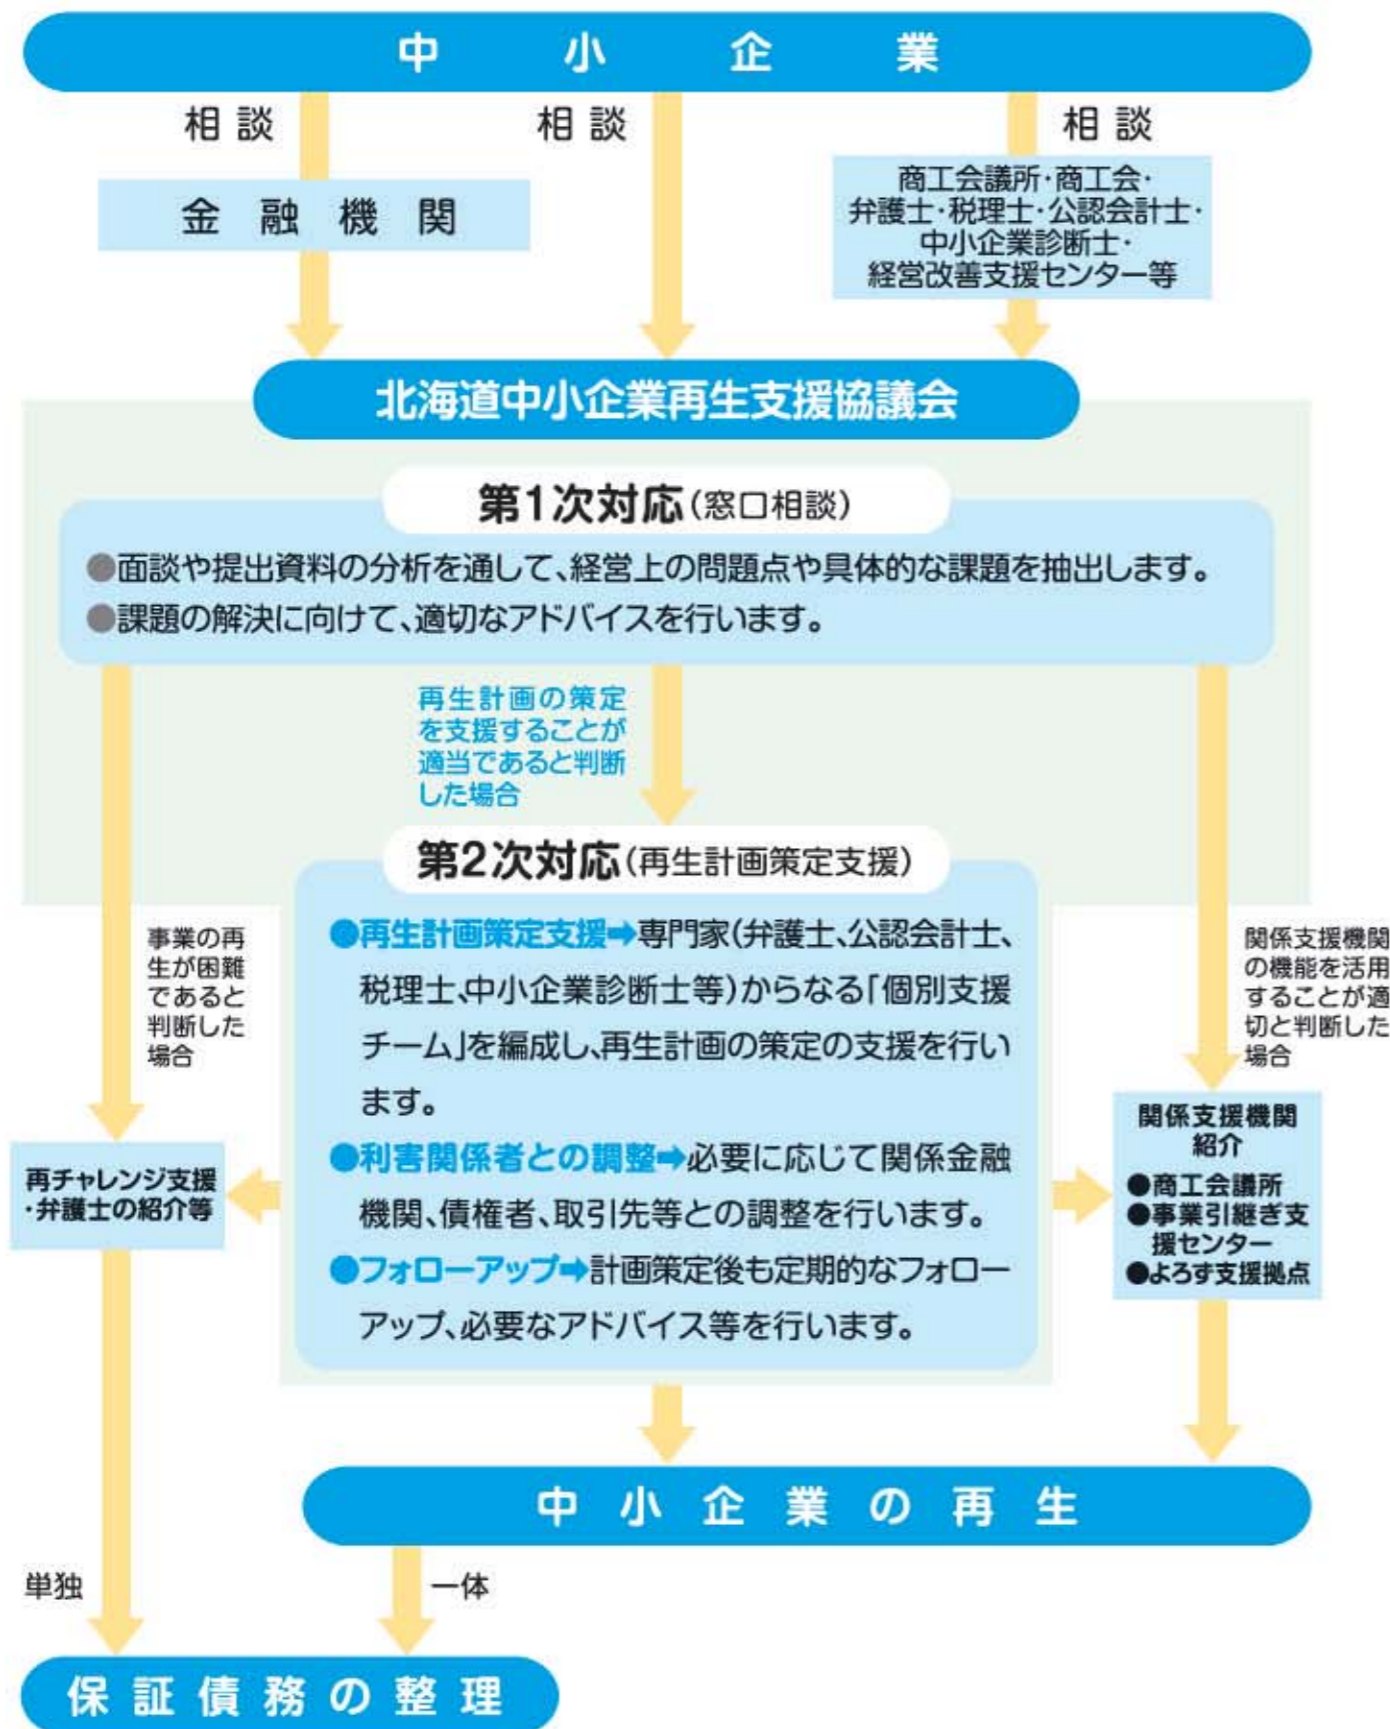 中小企業
相談
相談
相談
金融機関
商工会議所・商工会・
弁護士・税理士・公認会計士・
中小企業診断士・
経営改善支援センター等
北海道中小企業再生支援協議会
第1次対応(窓口相談)
●面談や提出資料の分析を通して、経営上の問題点や具体的な課題を抽出します。
●課題の解決に向けて、適切なアドバイスを行います。
再生計画の策定
を支援することが
適当であると判断
した場合
第2次対応(再生計画策定支援)
●再生計画策定支援➡専門家(弁護士、公認会計士、
税理士、中小企業診断士等)からなる「個別支援
チーム」を編成し、再生計画の策定の支援を行い
ます。
●利害関係者との調整➡必要に応じて関係金融
機関、債権者、取引先等との調整を行います。
●フォローアップ➡計画策定後も定期的なフォロー
アップ、必要なアドバイス等を行います。
事業の再
生が困難
であると
判断した
場合
関係支援機関
の機能を活用
することが適
切と判断した
場合
再チャレンジ支援
・弁護士の紹介等
関係支援機関
紹介
●商工会議所
●事業引継ぎ支
援センター
●よろず支援拠点
中小企業の再生
単独
一体
保証債務の整理